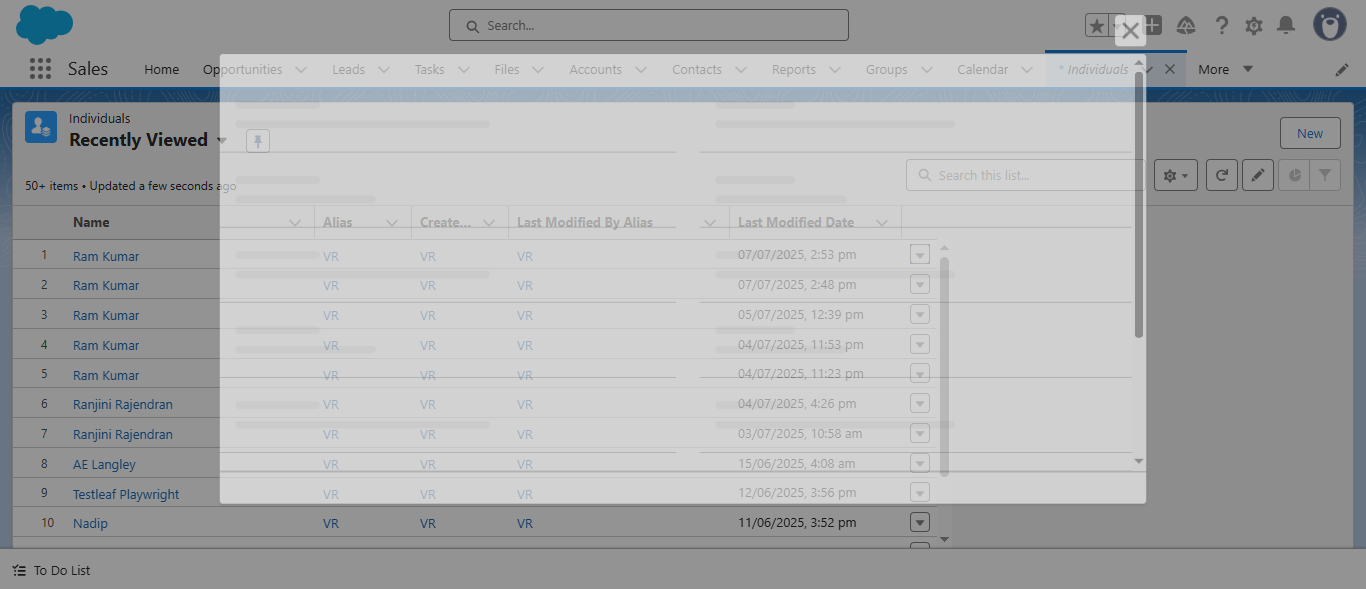 Search...
Sales
Home
Opportunities
Leads
Tasks
Files
Accounts
Contacts
Reports
Groups
Calendar
* Individuals
More
Individuals
Recently Viewed
New
50+ items • Updated a few seconds ago
Search this list...
Name Alias Create... Last Modified By Alias Last Modified Date
1 Ram Kumar VR VR VR 07/07/2025, 2:53 pm
2 Ram Kumar VR VR VR 07/07/2025, 2:48 pm
3 Ram Kumar VR VR VR 05/07/2025, 12:39 pm
4 Ram Kumar VR VR VR 04/07/2025, 11:53 pm
5 Ram Kumar VR VR VR 04/07/2025, 11:23 pm
6 Ranjini Rajendran VR VR VR 04/07/2025, 4:26 pm
7 Ranjini Rajendran VR VR VR 03/07/2025, 10:58 am
8 AE Langley VR VR VR 15/06/2025, 4:08 am
9 Testleaf Playwright VR VR VR 12/06/2025, 3:56 pm
10 Nadip VR VR VR 11/06/2025, 3:52 pm
To Do List